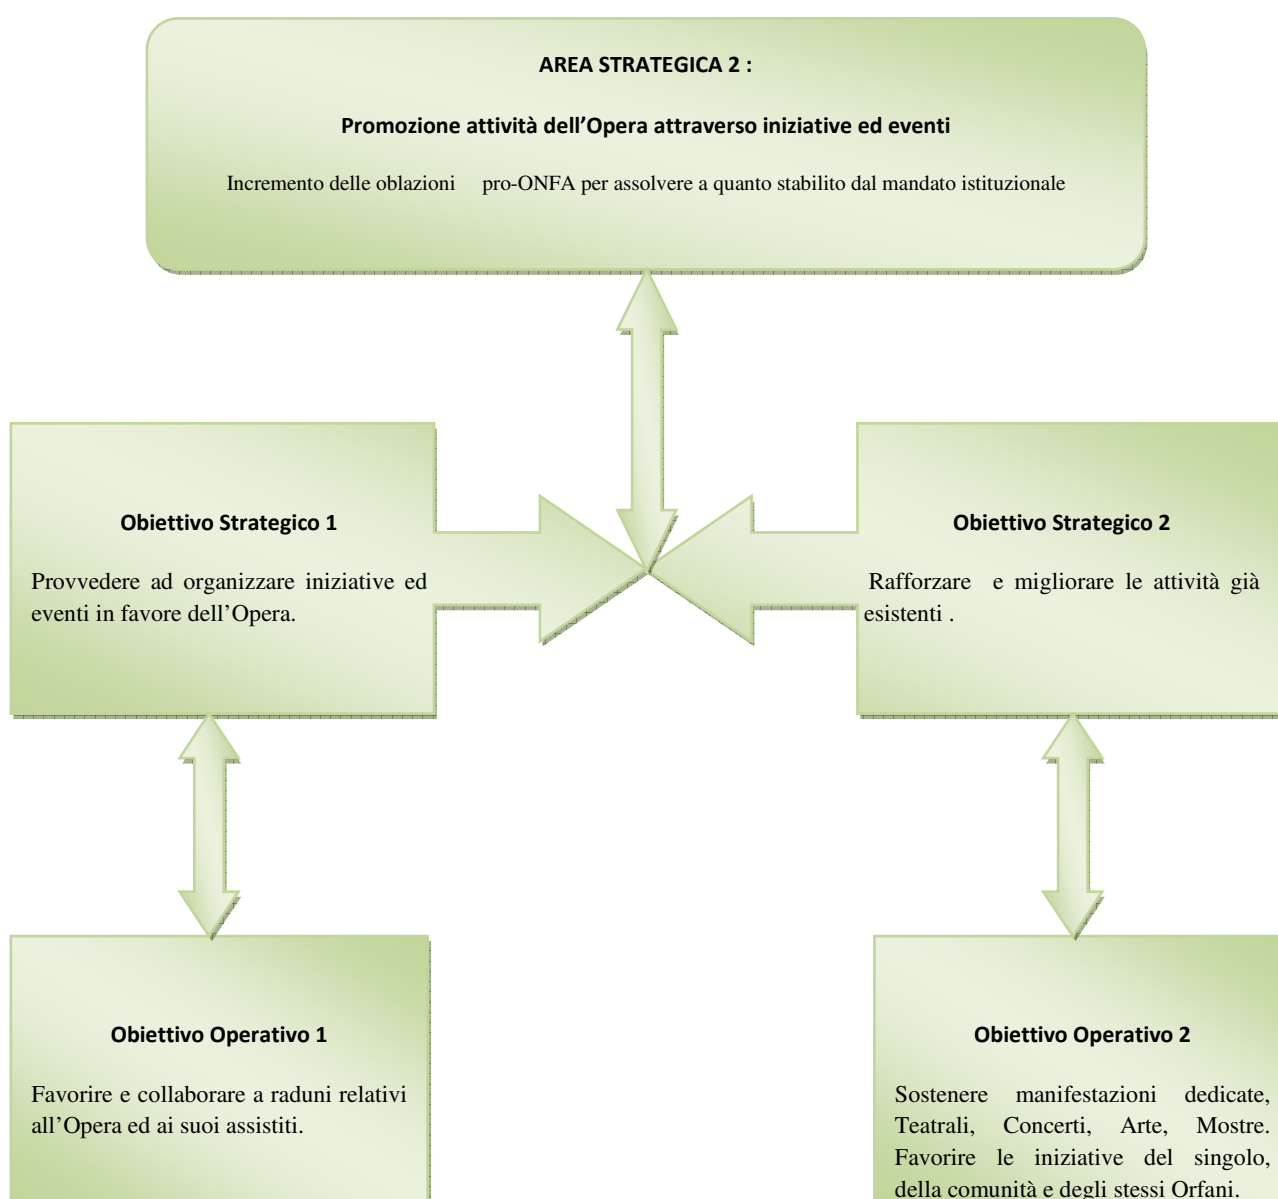 AREA STRATEGICA 2 :
Promozione attività dell’Opera attraverso iniziative ed eventi
Incremento delle oblazioni pro-ONFA per assolvere a quanto stabilito dal mandato istituzionale
Obiettivo Strategico 1
Provvedere ad organizzare iniziative ed
eventi in favore dell’Opera.
Obiettivo Strategico 2
Rafforzare e migliorare le attività già
esistenti .
Obiettivo Operativo 1
Favorire e collaborare a raduni relativi
all’Opera ed ai suoi assistiti.
Obiettivo Operativo 2
Sostenere manifestazioni dedicate,
Teatrali, Concerti, Arte, Mostre.
Favorire le iniziative del singolo,
della comunità e degli stessi Orfani.